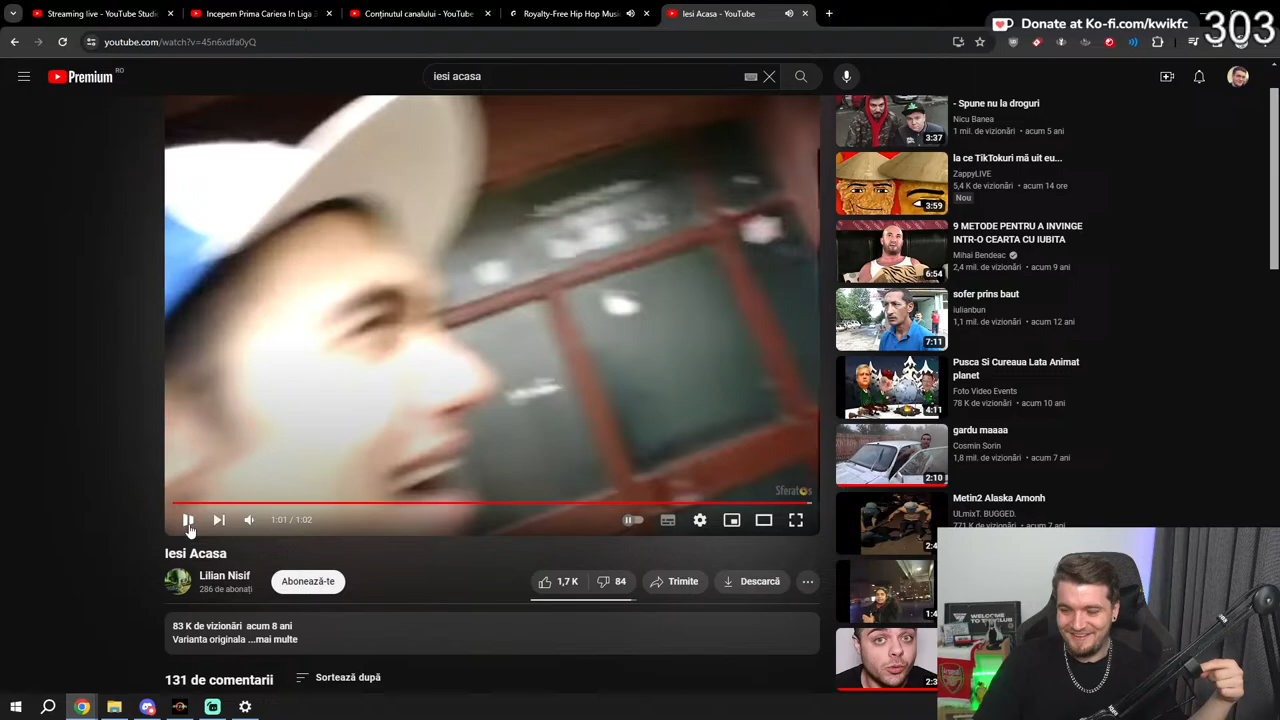 Streaming live - YouTube Studio
Incepem Prima Cariera In Liga
Conținutul canalului - YouTube
Royalty-Free Hip Hop Music
Iesi Acasa - YouTube
Donate at Ko-fi.com/kwikfc
303
youtube.com/watch?v=45n6xdfa0yQ
Premium RO
iesi acasa
- Spune nu la droguri
Nicu Banea
1 mil. de vizionări • acum 5 ani
3:37
la ce TikTokuri mă uit eu...
ZappyLIVE
5,4 K de vizionări • acum 14 ore
Nou
3:59
9 METODE PENTRU A INVINGE
INTR-O CEARTA CU IUBITA
Mihai Bendeac
2,4 mil. de vizionări • acum 9 ani
6:54
sofer prins baut
iulianbun
1,1 mil. de vizionări • acum 12 ani
7:11
Pusca Si Cureaua Lata Animat
planet
Foto Video Events
78 K de vizionări • acum 10 ani
4:11
gardu maaaa
Cosmin Sorin
1,8 mil. de vizionări • acum 7 ani
2:10
Metin2 Alaska Amonh
ULmixT. BUGGED.
Sferatos
1:01 / 1:02
Iesi Acasa
Lilian Nisif
286 de abonați
Abonează-te
1,7 K
84
Trimite
Descarcă
83 K de vizionări acum 8 ani
Varianta originala ...mai multe
131 de comentarii
Sortează după
WELCOME
Arsenal